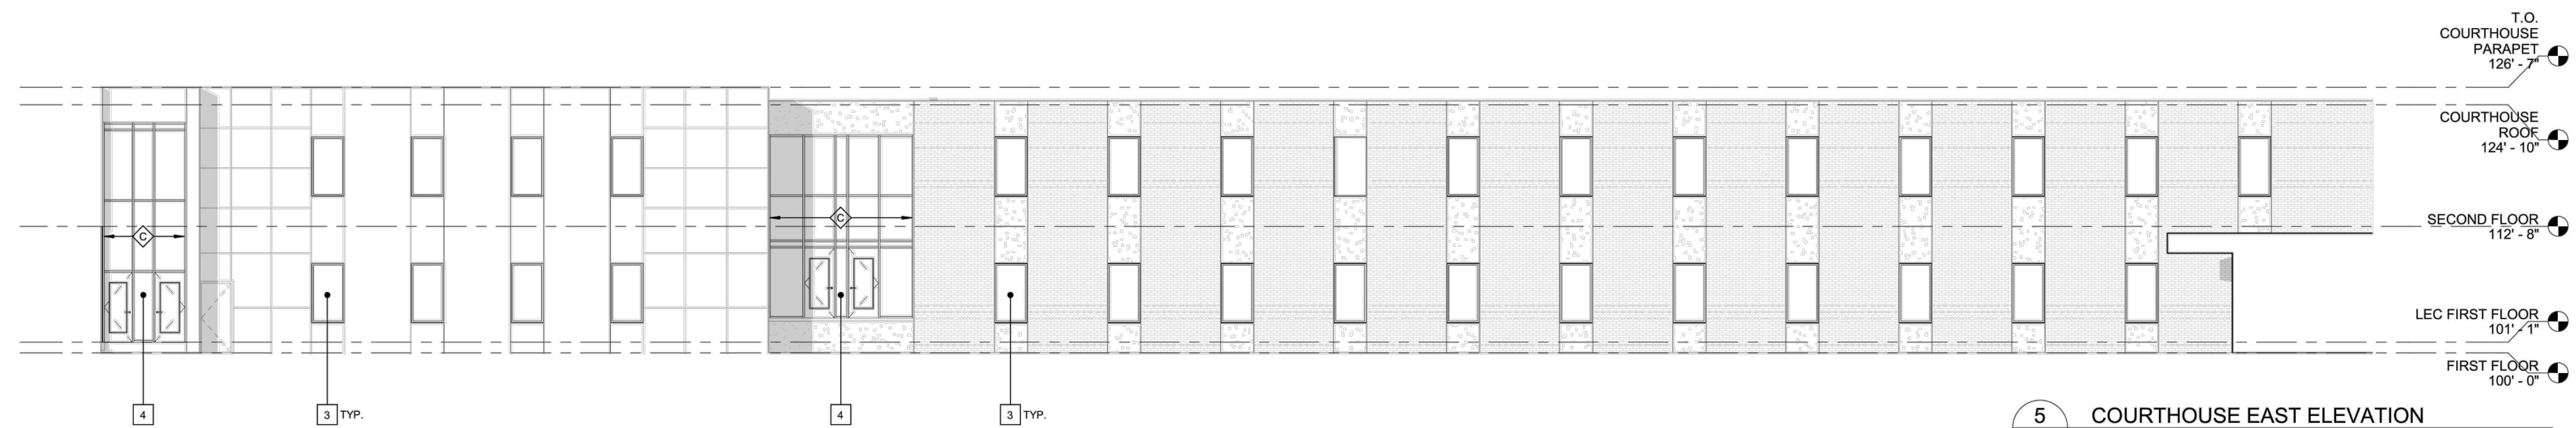 T.O.
COURTHOUSE
PARAPET
126' - 7"
COURTHOUSE
ROOF
124' - 10"
C
C
SECOND FLOOR
112' - 8"
LEC FIRST FLOOR
101' - 1"
FIRST FLOOR
100' - 0"
4
3 TYP.
4
3 TYP.
5 COURTHOUSE EAST ELEVATION